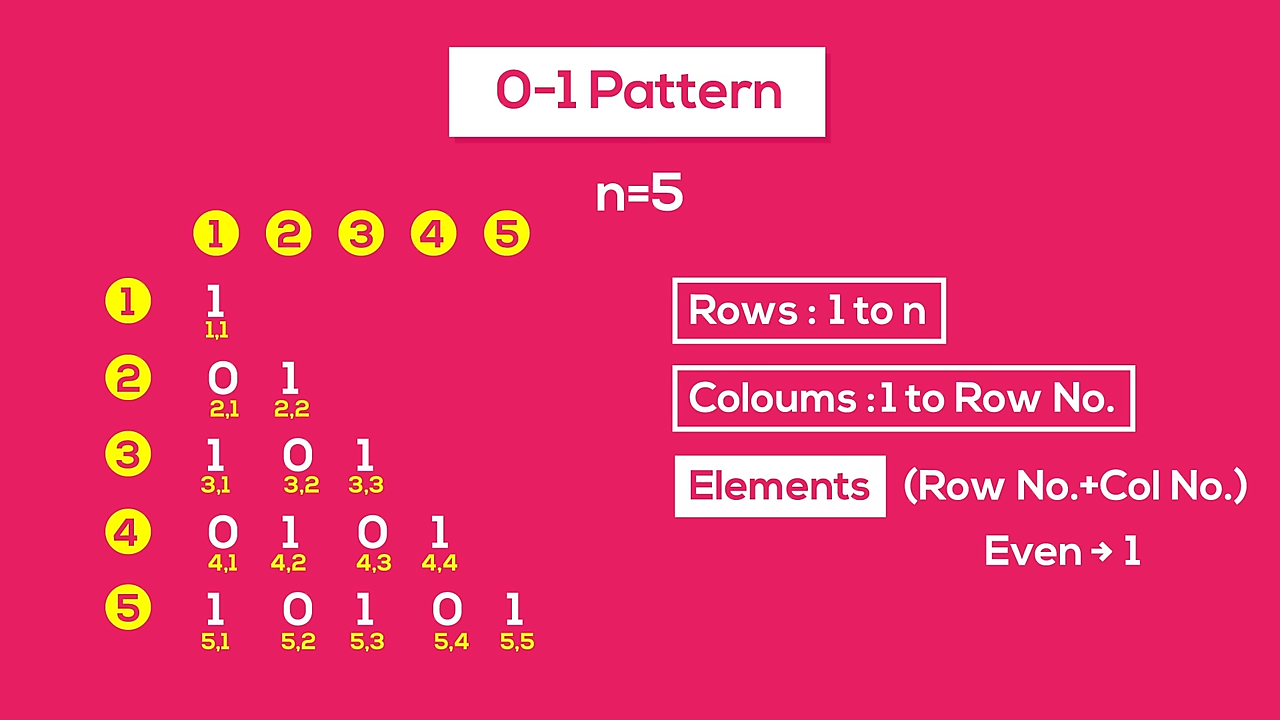 0-1 Pattern
n=5
1 2 3 4 5
1 1
1,1
2 0 1
2,1 2,2
3 1 0 1
3,1 3,2 3,3
4 0 1 0 1
4,1 4,2 4,3 4,4
5 1 0 1 0 1
5,1 5,2 5,3 5,4 5,5
Rows : 1 to n
Coloums :1 to Row No.
Elements (Row No.+Col No.)
Even → 1